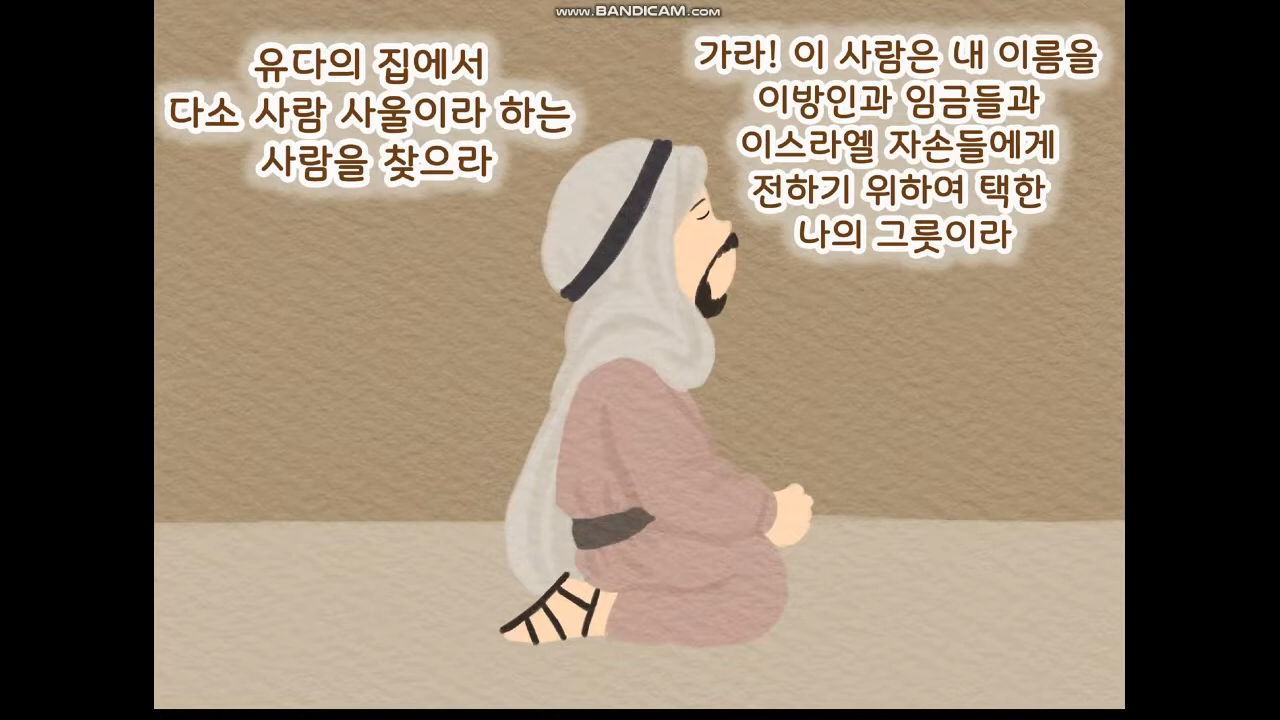 www.BANDICAM.com
유다의 집에서
다소 사람 사울이라 하는
사람을 찾으라
가라! 이 사람은 내 이름을
이방인과 임금들과
이스라엘 자손들에게
전하기 위하여 택한
나의 그릇이라